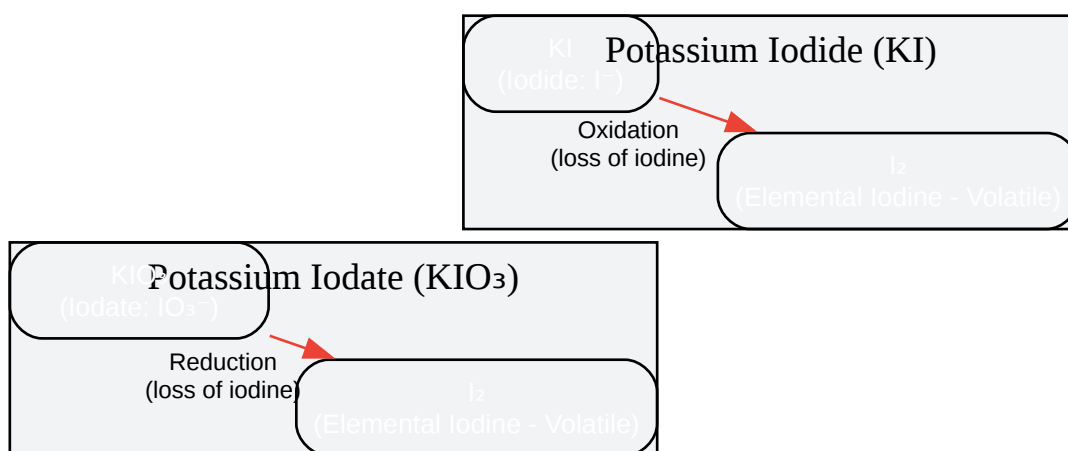 Potassium Iodide (KI)
KI
(Iodide: I⁻)
Oxidation
(loss of iodine)
I₂
(Elemental Iodine - Volatile)
Potassium Iodate (KIO₃)
KIO₃
(Iodate: IO₃⁻)
Reduction
(loss of iodine)
I₂
(Elemental Iodine - Volatile)